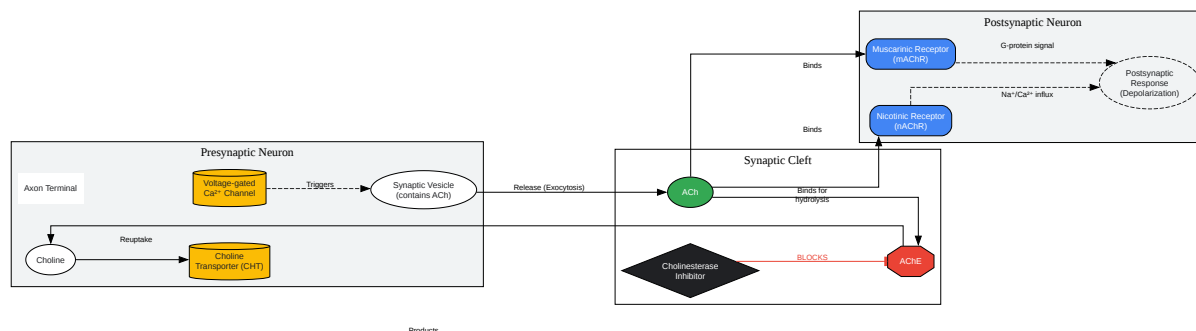 Postsynaptic Neuron
Muscarinic Receptor
(mAChR)
G-protein signal
Binds
Postsynaptic
Response
(Depolarization)
Na⁺/Ca²⁺ influx
Nicotinic Receptor
(nAChR)
Binds
Presynaptic Neuron
Synaptic Cleft
Axon Terminal
Voltage-gated
Ca²⁺ Channel
Triggers
Synaptic Vesicle
(contains ACh)
Release (Exocytosis)
ACh
Binds for
hydrolysis
Reuptake
Choline
Choline
Transporter (CHT)
Cholinesterase
Inhibitor
BLOCKS
AChE
Products